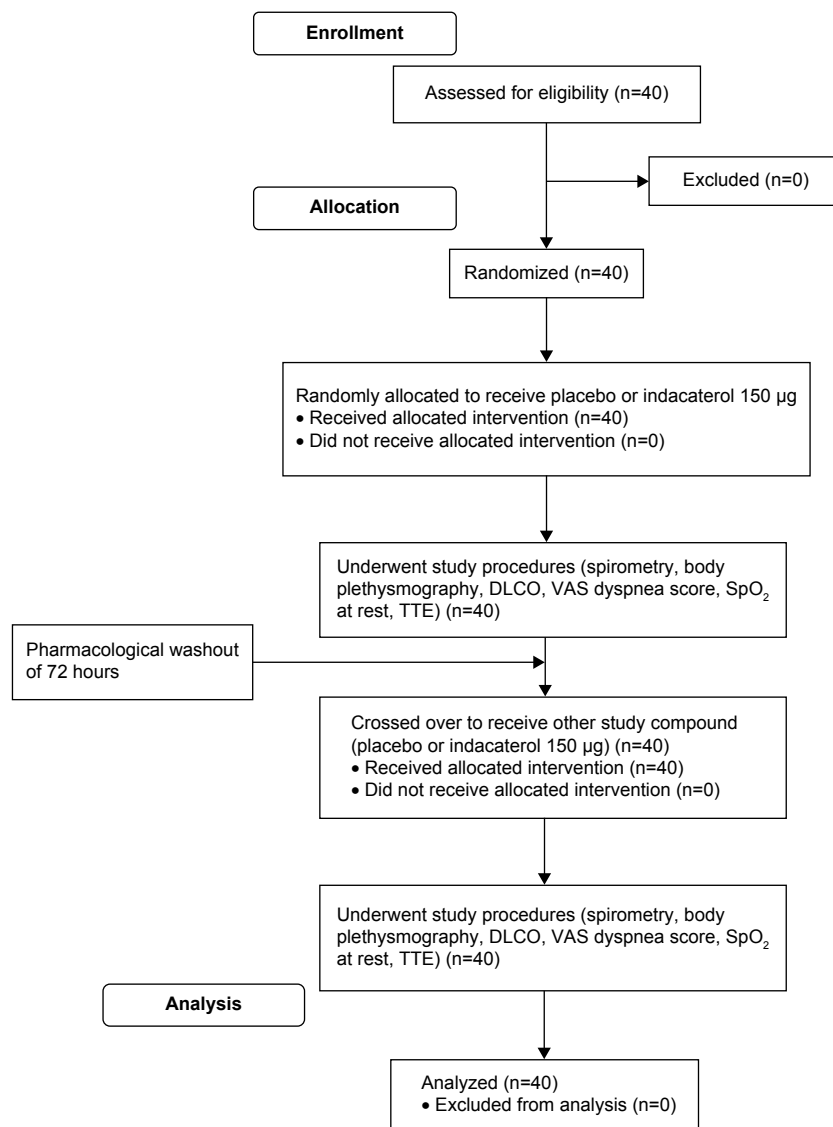 Enrollment
Assessed for eligibility (n=40)
Excluded (n=0)
Allocation
Randomized (n=40)
Randomly allocated to receive placebo or indacaterol 150 µg
• Received allocated intervention (n=40)
• Did not receive allocated intervention (n=0)
Underwent study procedures (spirometry, body
plethysmography, DLCO, VAS dyspnea score, SpO₂
at rest, TTE) (n=40)
Pharmacological washout
of 72 hours
Crossed over to receive other study compound
(placebo or indacaterol 150 µg) (n=40)
• Received allocated intervention (n=40)
• Did not receive allocated intervention (n=0)
Underwent study procedures (spirometry, body
plethysmography, DLCO, VAS dyspnea score, SpO₂
at rest, TTE) (n=40)
Analysis
Analyzed (n=40)
• Excluded from analysis (n=0)